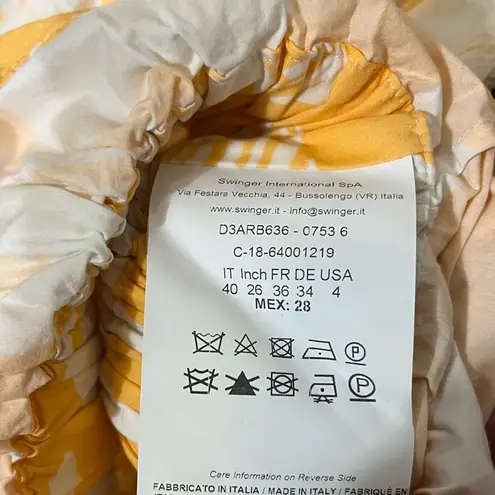 Swinger International SpA
Via Festara Vecchia, 44 - Bussolengo (VR) Italia
www.swinger.it - info@swinger.it
D3ARB636 - 0753 6
C-18-64001219
IT Inch FR DE USA
40 26 36 34 4
MEX: 28
Care Information on Reverse Side
FABBRICATO IN ITALIA / MADE IN ITALY / FABRIQUÉ EN